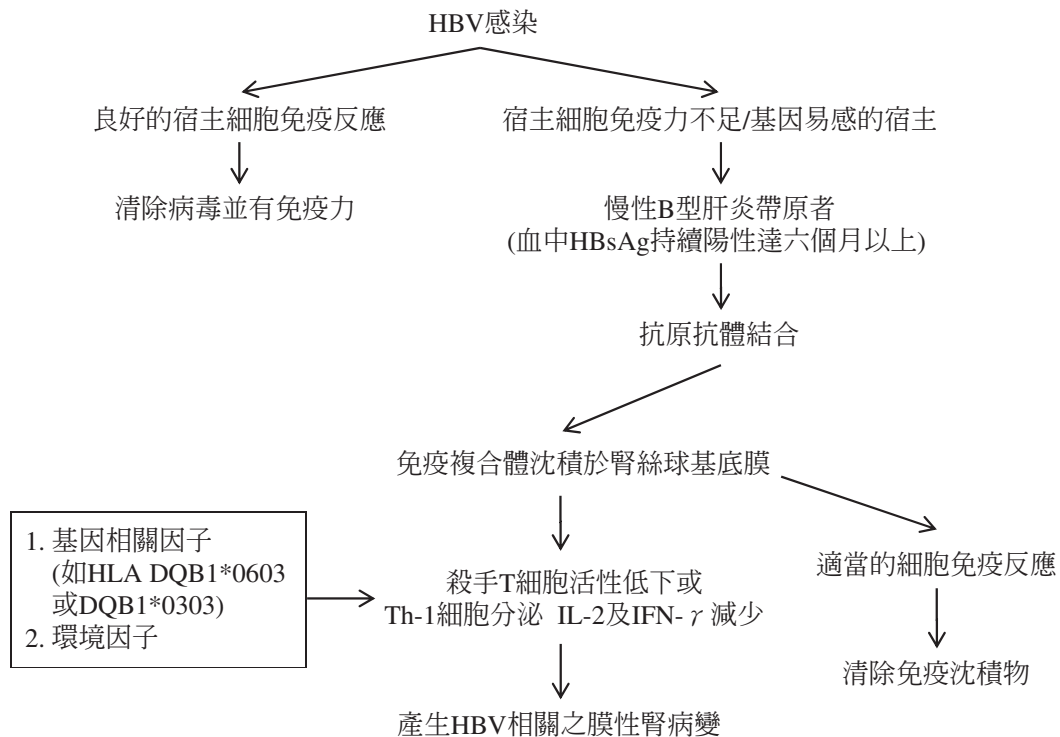 HBV感染
良好的宿主細胞免疫反應
宿主細胞免疫力不足/基因易感的宿主
清除病毒並有免疫力
慢性B型肝炎帶原者
(血中HBsAg持續陽性達六個月以上)
抗原抗體結合
免疫複合體沈積於腎絲球基底膜
1. 基因相關因子
(如HLA DQB1*0603
或DQB1*0303)
2. 環境因子
殺手T細胞活性低下或
Th-1細胞分泌 IL-2及IFN-γ減少
適當的細胞免疫反應
清除免疫沈積物
產生HBV相關之膜性腎病變